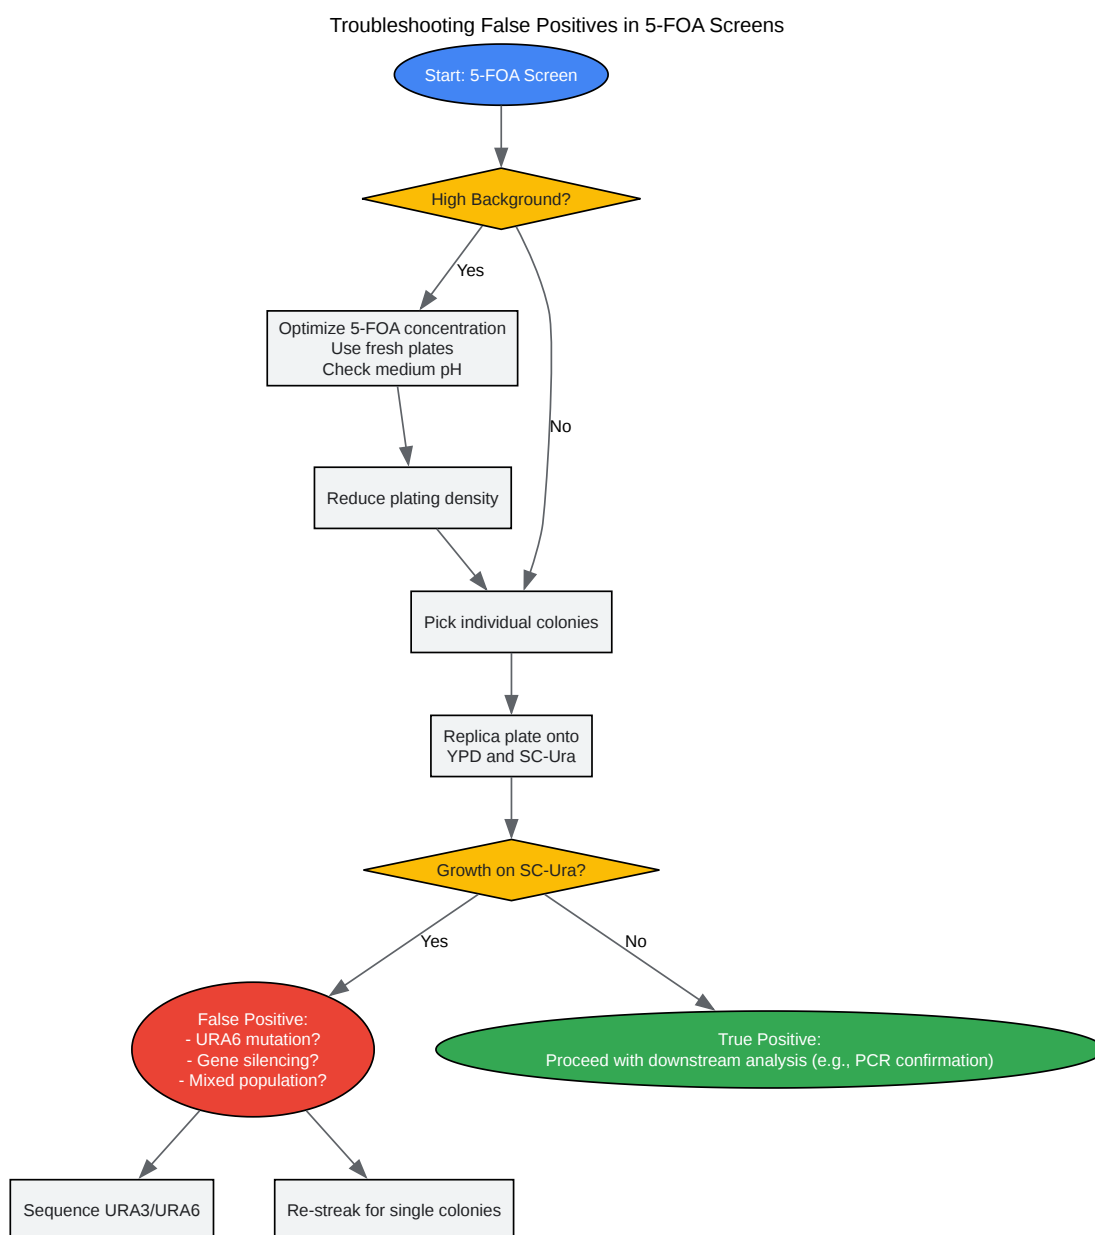 Troubleshooting False Positives in 5-FOA Screens
Start: 5-FOA Screen
High Background?
Yes
Optimize 5-FOA concentration
Use fresh plates
Check medium pH
No
Reduce plating density
Pick individual colonies
Replica plate onto
YPD and SC-Ura
Growth on SC-Ura?
Yes
No
False Positive:
- URA6 mutation?
- Gene silencing?
- Mixed population?
True Positive:
Proceed with downstream analysis (e.g., PCR confirmation)
Sequence URA3/URA6
Re-streak for single colonies